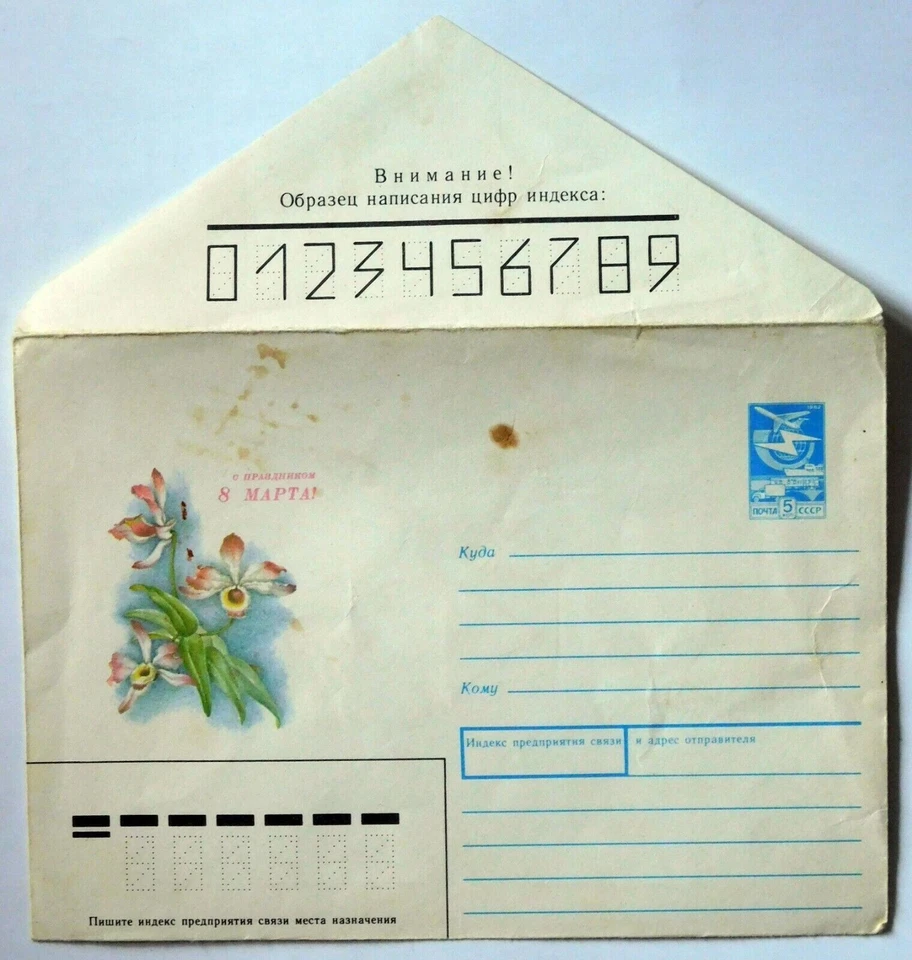 Внимание!
Образец написания цифр индекса:
0123456789
С ПРАЗДНИКОМ
8 МАРТА!
ПОЧТА 5 СССР
Куда
Кому
Индекс предприятия связи и адрес отправителя
Пишите индекс предприятия связи места назначения